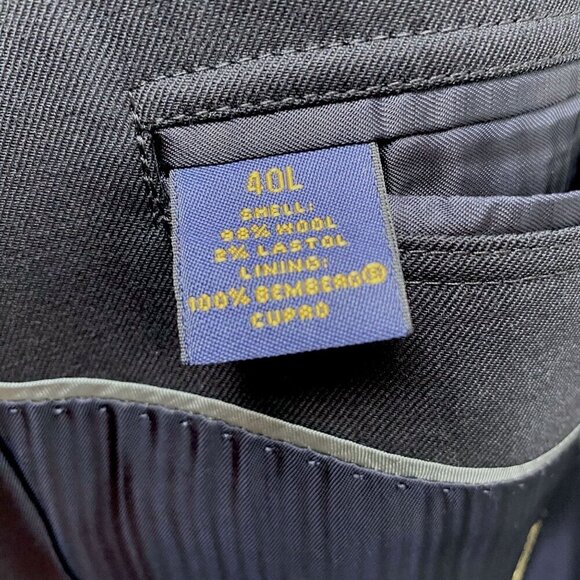 40L
SHELL:
98% WOOL
2% LASTOL
LINING:
100% BEMBERG®
CUPRO